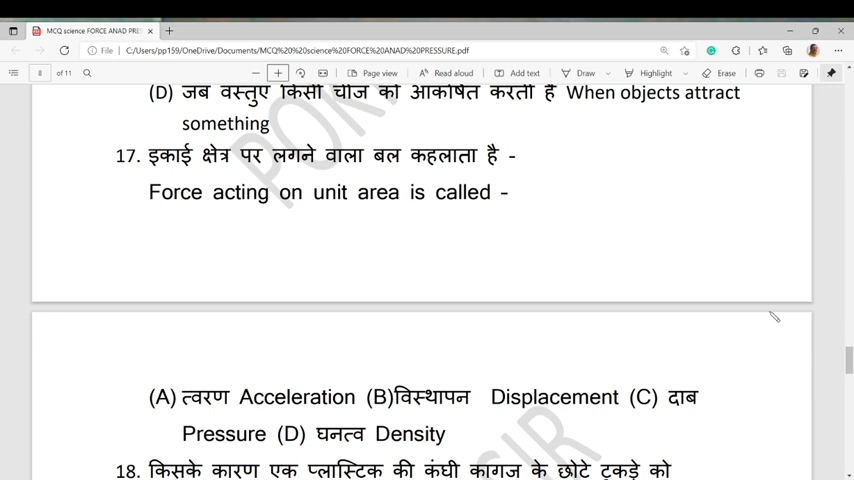 MCQ science FORCE ANAD PRES
File C:/Users/pp159/OneDrive/Documents/MCQ%20%20science%20FORCE%20ANAD%20PRESSURE.pdf
8 of 11 Page view Read aloud Add text Draw Highlight Erase
(D) जब वस्तुए किसी चीज को आकर्षित करती है When objects attract
something
17. इकाई क्षेत्र पर लगने वाला बल कहलाता है -
Force acting on unit area is called -
(A) त्वरण Acceleration (B)विस्थापन Displacement (C) दाब
Pressure (D) घनत्व Density
18. किसके कारण एक प्लास्टिक की कंघी कागज के छोटे टुकड़े को